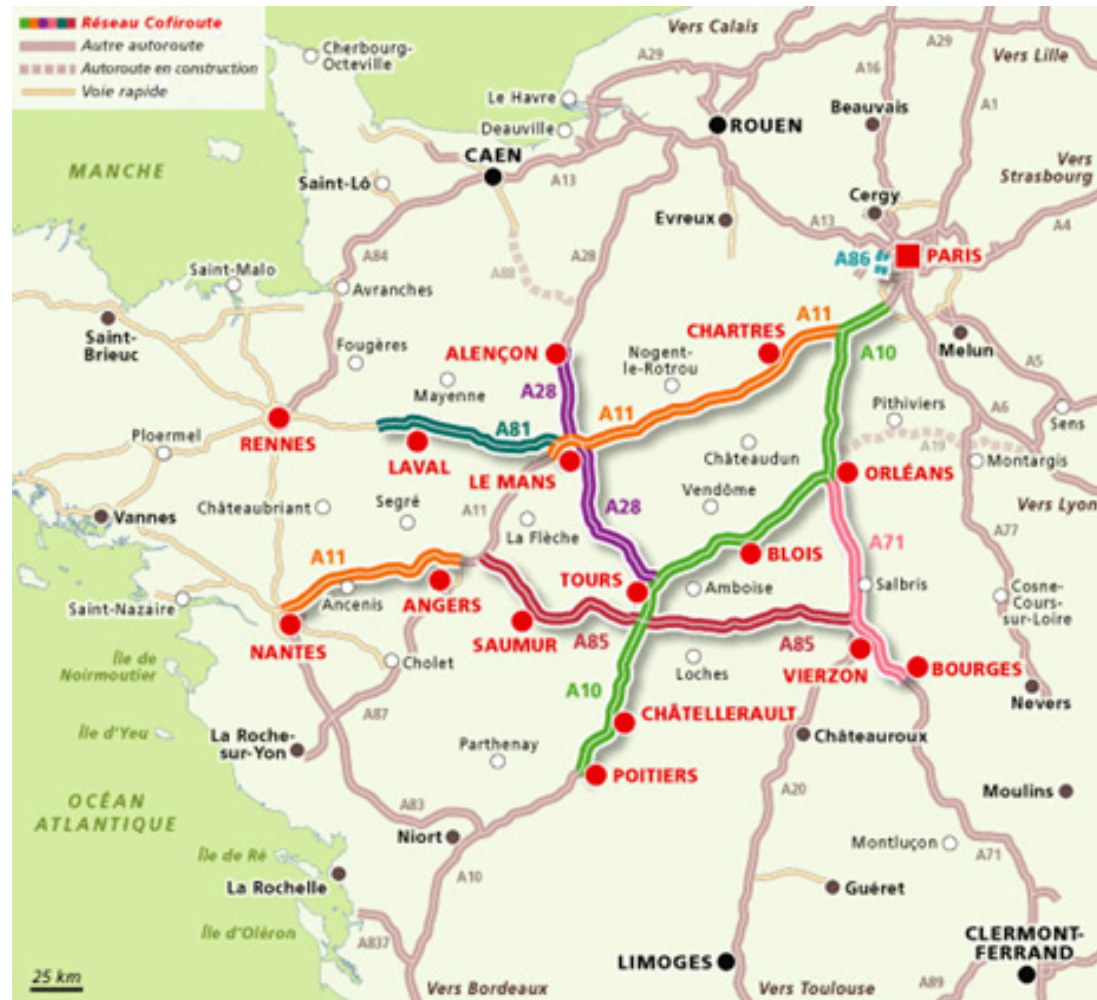 Réseau Cofiroute
Autre autoroute
Autoroute en construction
Voie rapide
Vers Calais
A29
Vers Lille
Cherbourg-
Octeville
A29
A16
Le Havre
Beauvais
A1
Deauville
ROUEN
MANCHE
CAEN
A13
Vers
Strasbourg
Saint-Lô
Cergy
Evreux
A13
A4
A84
A28
A86
PARIS
Saint-Malo
A88
Avranches
A11
Saint-
Brieuc
Fougères
ALENÇON
CHARTRES
A10
Melun
Nogent-
le-Rotrou
A5
Mayenne
A28
A11
Pithiviers
A6
Sens
RENNES
A81
Ploermel
LAVAL
LE MANS
Châteaudun
A19
Montargis
ORLÉANS
Châteaubriant
Segré
A11
La Flèche
A28
Vendôme
Vers Lyon
Vannes
A77
A11
A71
BLOIS
TOURS
Amboise
Salbris
Saint-Nazaire
Ancenis
ANGERS
Cosne-
Cours-
sur-Loire
NANTES
SAUMUR
A85
A85
VIERZON
BOURGES
Île de
Noirmoutier
Cholet
Loches
A10
Nevers
A87
CHÂTELLERAULT
Île d'Yeu
La Roche-
sur-Yon
Parthenay
Châteauroux
POITIERS
OCÉAN
ATLANTIQUE
A83
A20
Moulins
Niort
Montluçon
A71
Île de Ré
A10
La Rochelle
Guéret
Île d'Oléron
A837
CLERMONT-
FERRAND
LIMOGES
25 km
Vers Bordeaux
Vers Toulouse
A89